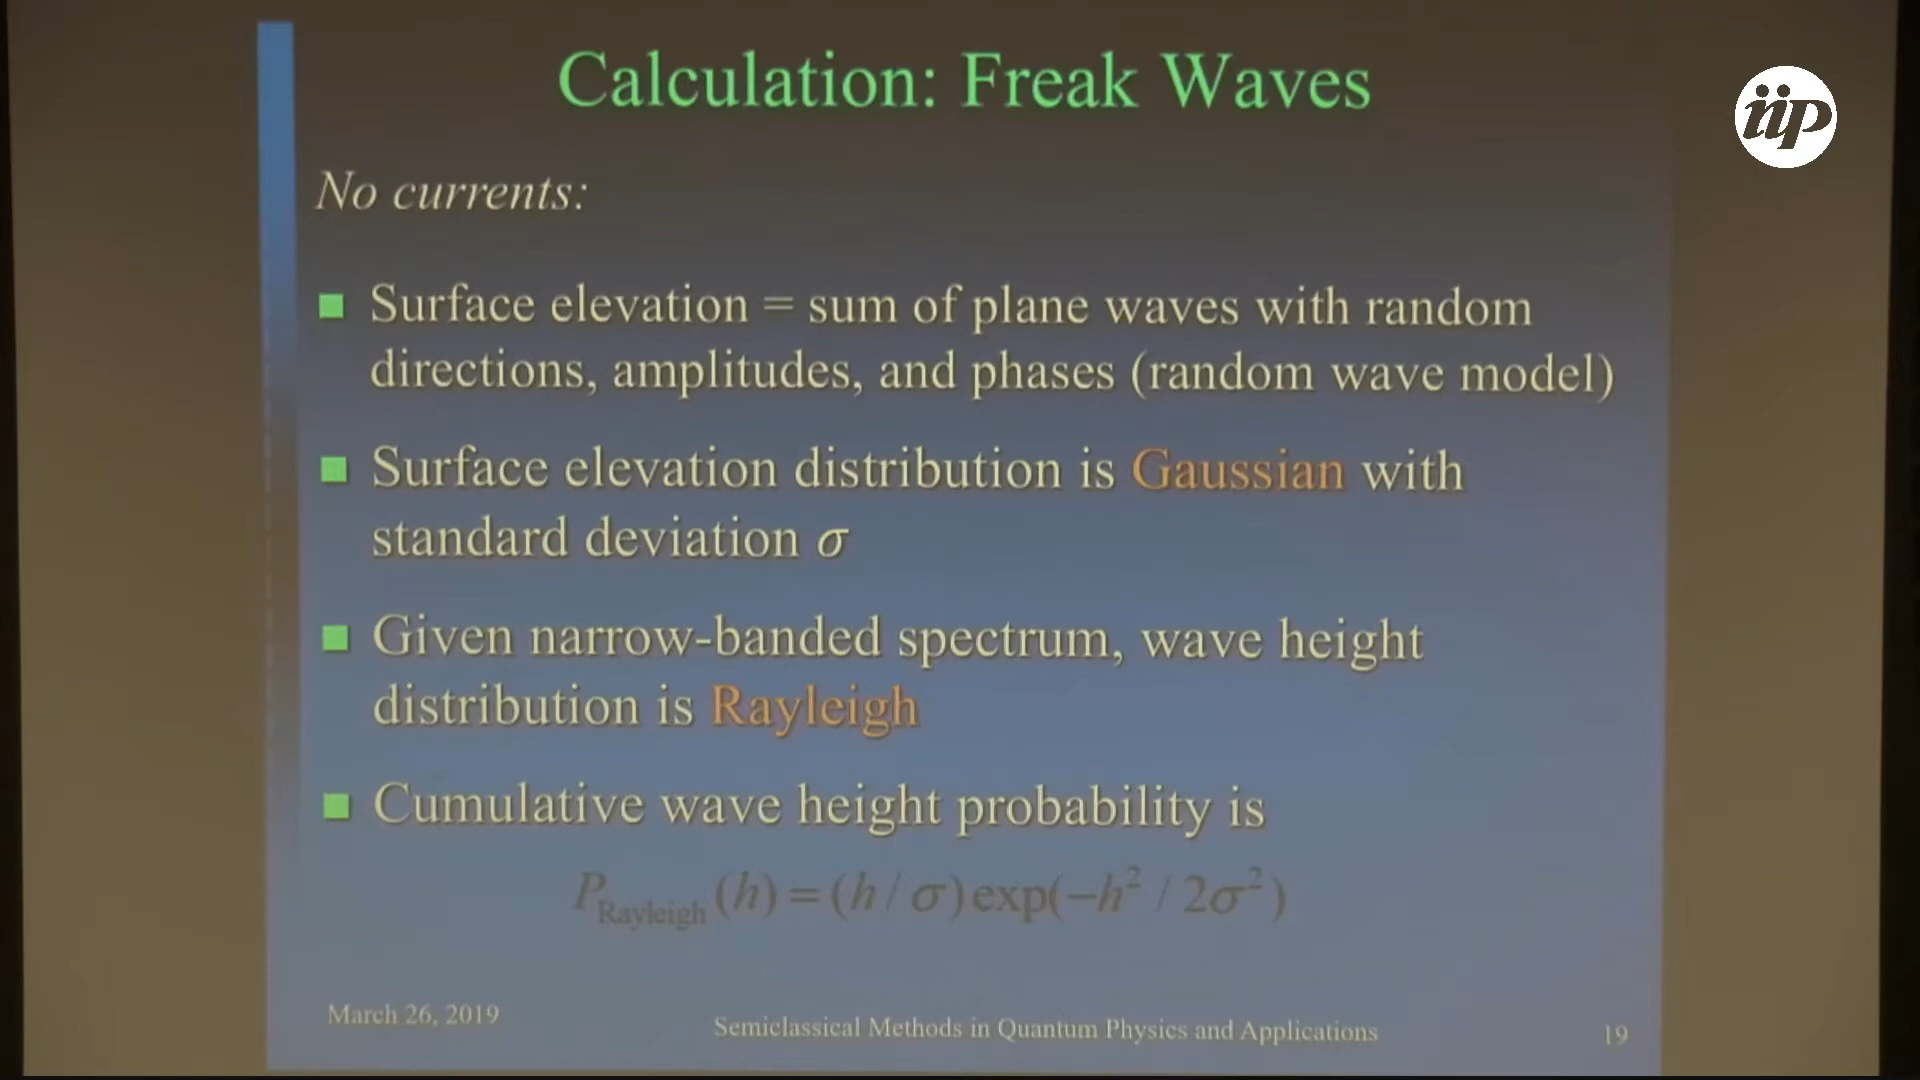 Calculation: Freak Waves
iip
No currents:
Surface elevation = sum of plane waves with random
directions, amplitudes, and phases (random wave model)
Surface elevation distribution is Gaussian with
standard deviation σ
Given narrow-banded spectrum, wave height
distribution is Rayleigh
Cumulative wave height probability is
P_Rayleigh (h) = (h / σ) exp(−h² / 2σ²)
March 26, 2019
Semiclassical Methods in Quantum Physics and Applications
19